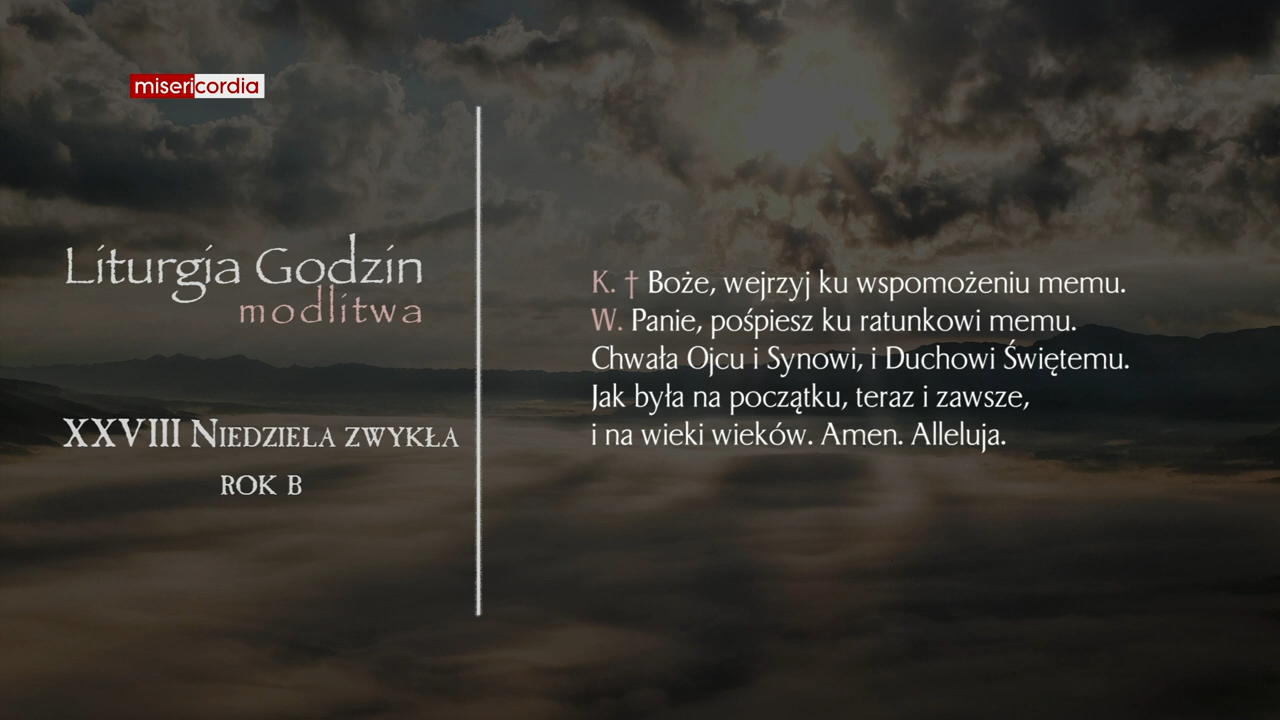 misericordia
Liturgia Godzin
modlitwa
XXVIII Niedziela zwykła
rok B
K. † Boże, wejrzyj ku wspomożeniu memu.
W. Panie, pośpiesz ku ratunkowi memu.
Chwała Ojcu i Synowi, i Duchowi Świętemu.
Jak była na początku, teraz i zawsze,
i na wieki wieków. Amen. Alleluja.